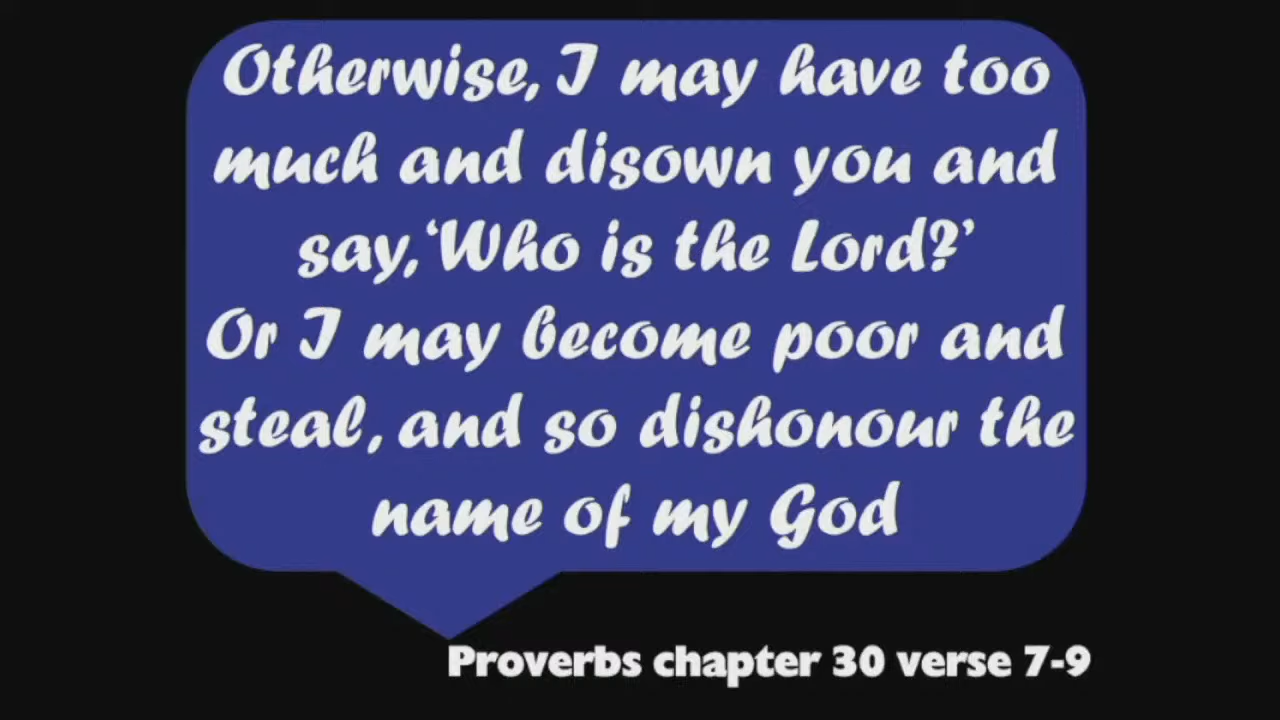 Otherwise, I may have too
much and disown you and
say, ‘Who is the Lord?’
Or I may become poor and
steal, and so dishonour the
name of my God
Proverbs chapter 30 verse 7-9